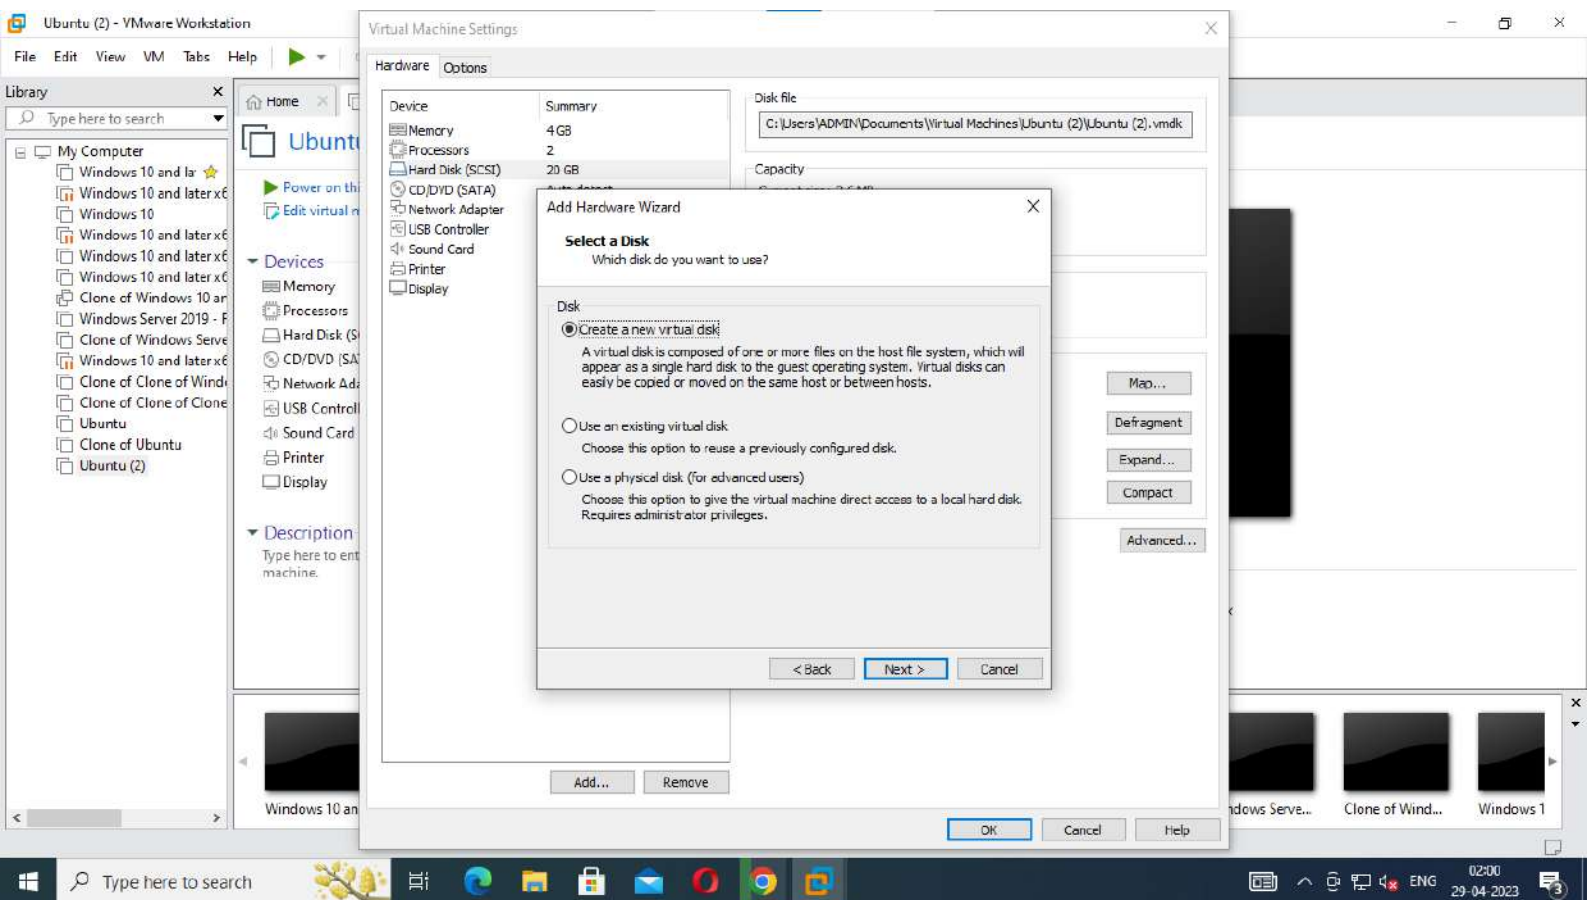 Ubuntu (2) - VMware Workstation
File Edit View VM Tabs Help
Library
Type here to search
My Computer
Windows 10 and lar
Windows 10 and later x6
Windows 10
Windows 10 and later x6
Windows 10 and later x6
Windows 10 and later x6
Clone of Windows 10 an
Windows Server 2019 - F
Clone of Windows Serve
Windows 10 and later x6
Clone of Clone of Wind
Clone of Clone of Clone
Ubuntu
Clone of Ubuntu
Ubuntu (2)
Home
Ubuntu
Power on thi
Edit virtual m
Devices
Memory
Processors
Hard Disk (S
CD/DVD (SA
Network Ada
USB Controll
Sound Card
Printer
Display
Description
Type here to ent
machine.
Virtual Machine Settings
Hardware Options
Device Summary
Memory 4 GB
Processors 2
Hard Disk (SCSI) 20 GB
CD/DVD (SATA) Auto detect
Network Adapter
USB Controller
Sound Card
Printer
Display
Disk file
C:\Users\ADMIN\Documents\Virtual Machines\Ubuntu (2)\Ubuntu (2).vmdk
Capacity
Add Hardware Wizard
Select a Disk
Which disk do you want to use?
Disk
Create a new virtual disk
A virtual disk is composed of one or more files on the host file system, which will
appear as a single hard disk to the guest operating system. Virtual disks can
easily be copied or moved on the same host or between hosts.
Use an existing virtual disk
Choose this option to reuse a previously configured disk.
Use a physical disk (for advanced users)
Choose this option to give the virtual machine direct access to a local hard disk.
Requires administrator privileges.
< Back Next > Cancel
Map...
Defragment
Expand...
Compact
Advanced...
Add... Remove
OK Cancel Help
Windows 10 an
ndows Serve... Clone of Wind... Windows 1
Type here to search
ENG
02:00
29-04-2023
3